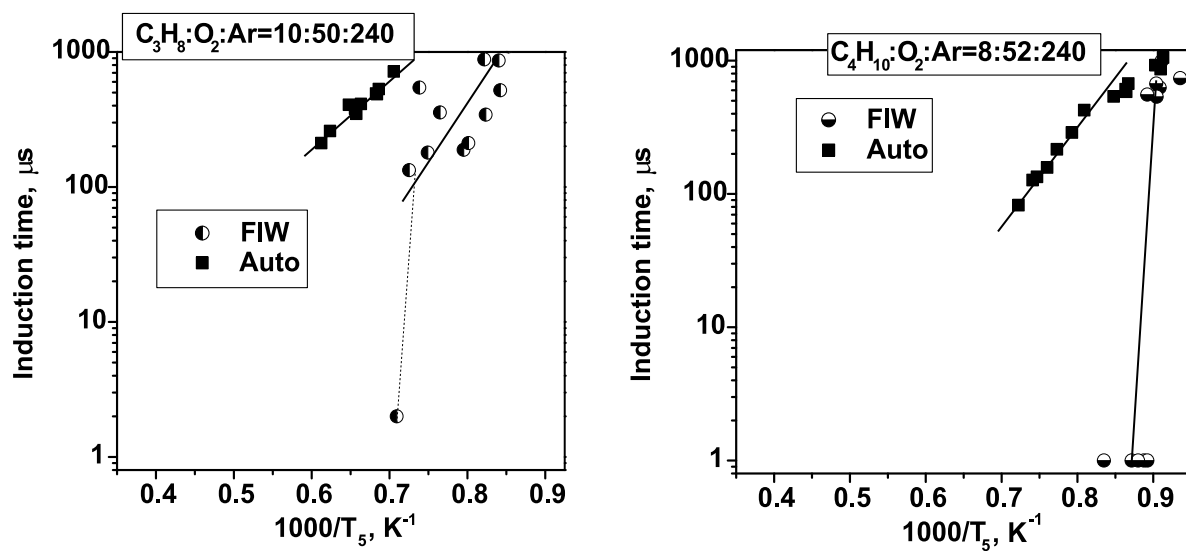 C₃H₈:O₂:Ar=10:50:240
1000
100
10
1
Induction time, μs
FIW
Auto
0.4 0.5 0.6 0.7 0.8 0.9
1000/T₅, K⁻¹
C₄H₁₀:O₂:Ar=8:52:240
1000
100
10
1
Induction time, μs
FIW
Auto
0.4 0.5 0.6 0.7 0.8 0.9
1000/T₅, K⁻¹